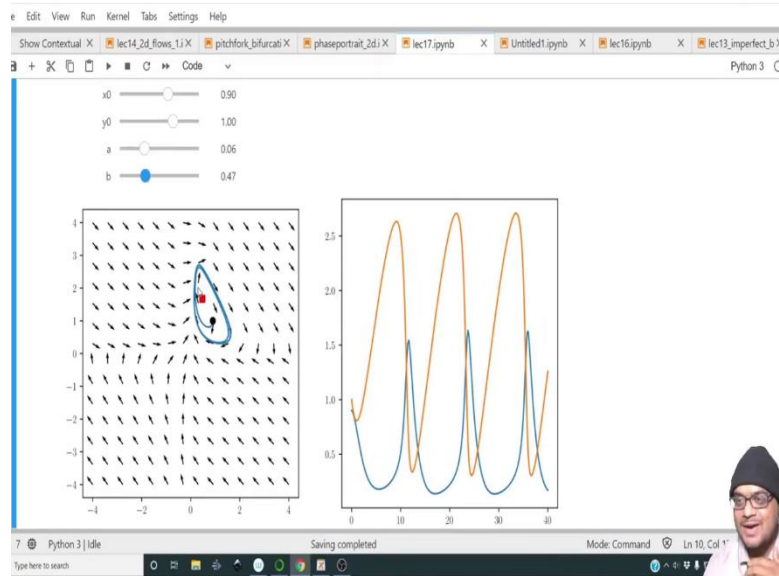 e Edit View Run Kernel Tabs Settings Help
Show Contextual X lec14_2d_flows_1.i X pitchfork_bifurcati X phaseportrait_2d.i X lec17.ipynb X Untitled1.ipynb X lec16.ipynb X lec13_imperfect_b X
Code Python 3
x0 0.90
y0 1.00
a 0.06
b 0.47
4
3
2
1
0
−1
−2
−3
−4
−4 −2 0 2 4
2.5
2.0
1.5
1.0
0.5
0 10 20 30 40
7 Python 3 | Idle Saving completed Mode: Command Ln 10, Col
Type here to search